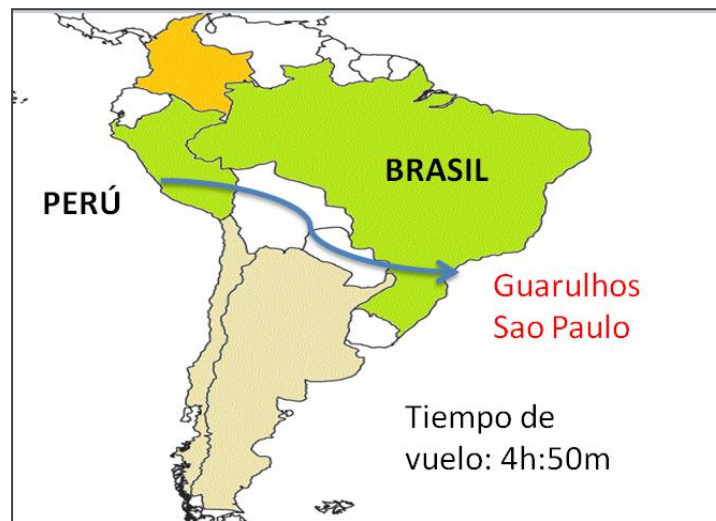 BRASIL
PERÚ
Guarulhos
Sao Paulo
Tiempo de
vuelo: 4h:50m